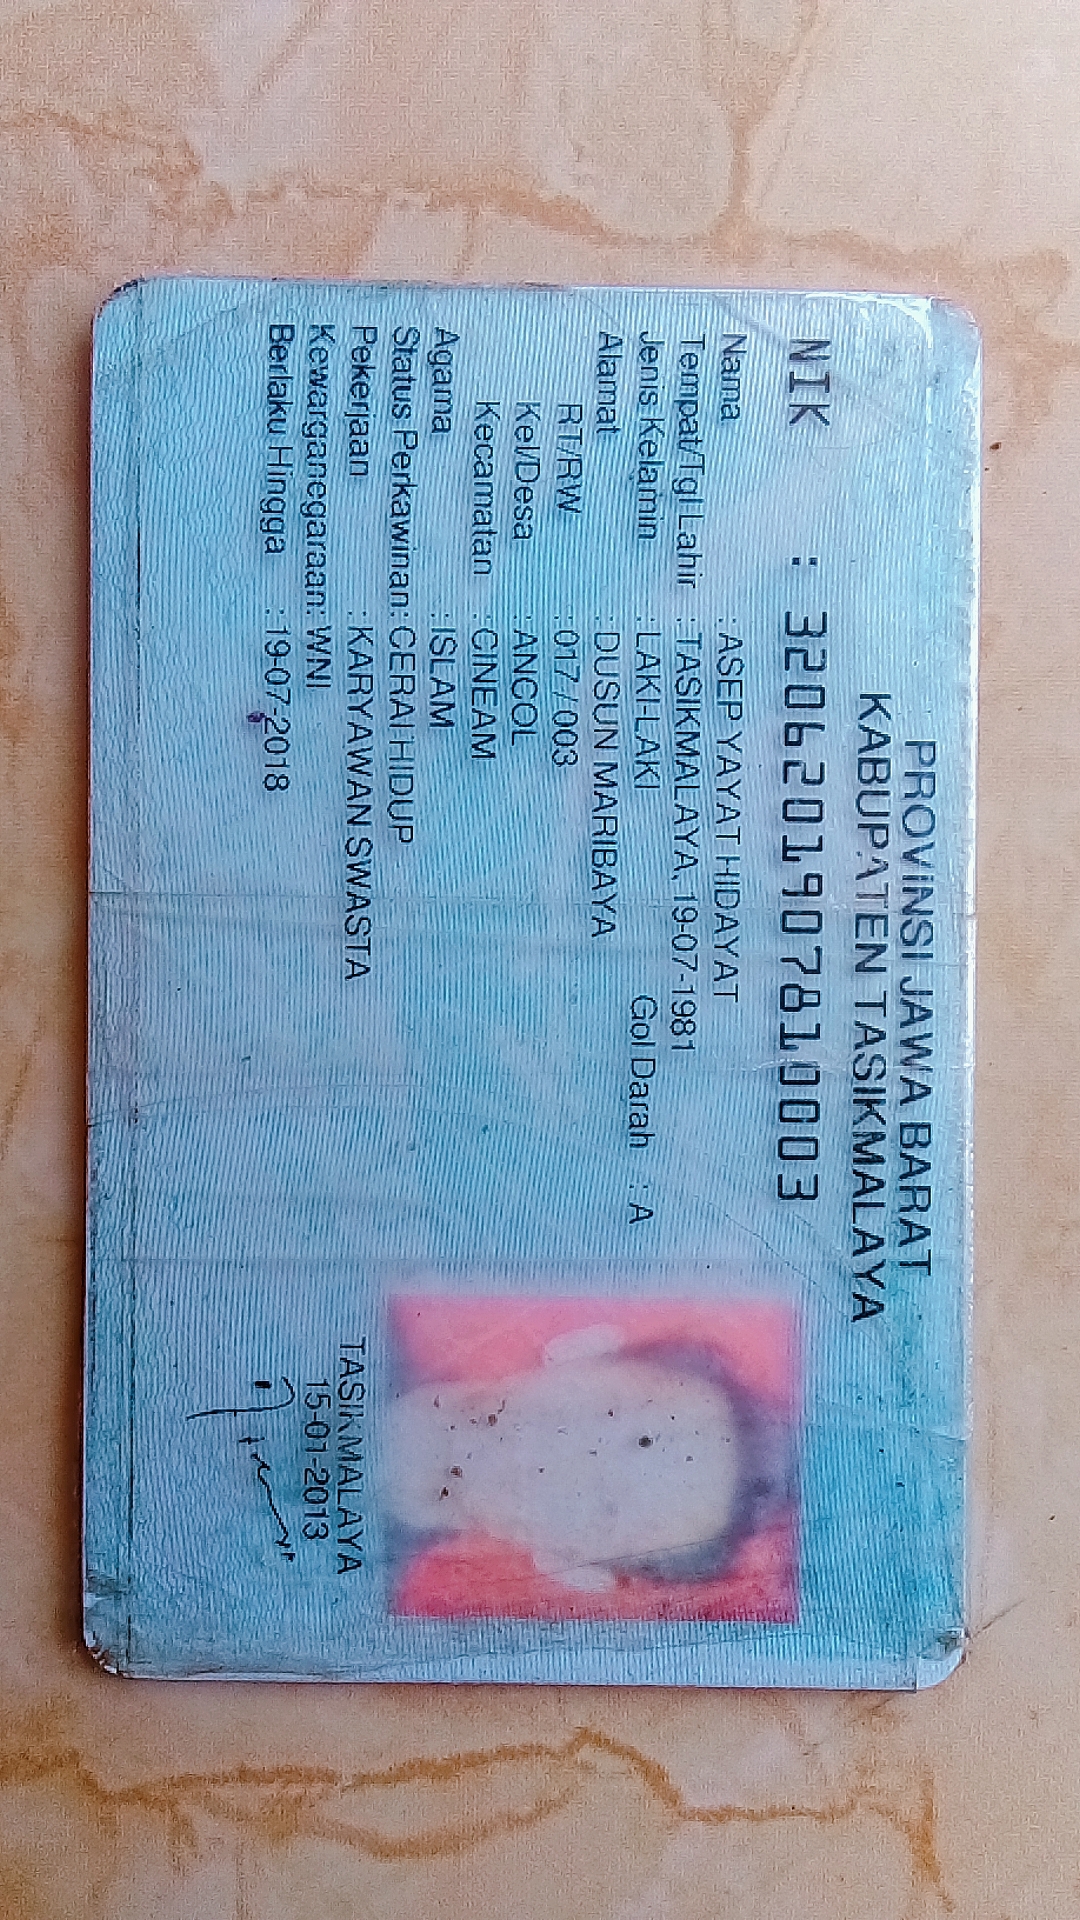 PROVINSI JAWA BARAT
KABUPATEN TASIKMALAYA
NIK : 3206201907810003
Nama : ASEP YAYAT HIDAYAT
Tempat/Tgl Lahir : TASIKMALAYA, 19-07-1981
Jenis Kelamin : LAKI-LAKI Gol Darah : A
Alamat : DUSUN MARIBAYA
RT/RW : 017 / 003
Kel/Desa : ANCOL
Kecamatan : CINEAM
Agama : ISLAM
Status Perkawinan: CERAI HIDUP
Pekerjaan : KARYAWAN SWASTA
Kewarganegaraan: WNI
Berlaku Hingga : 19-07-2018
TASIKMALAYA
15-01-2013